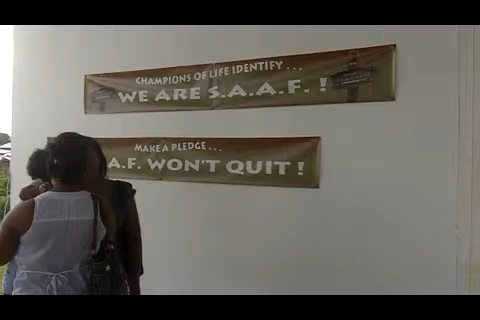 CHAMPIONS OF LIFE IDENTIFY...
WE ARE S.A.A.F. !
MAKE A PLEDGE...
A.F. WON'T QUIT !